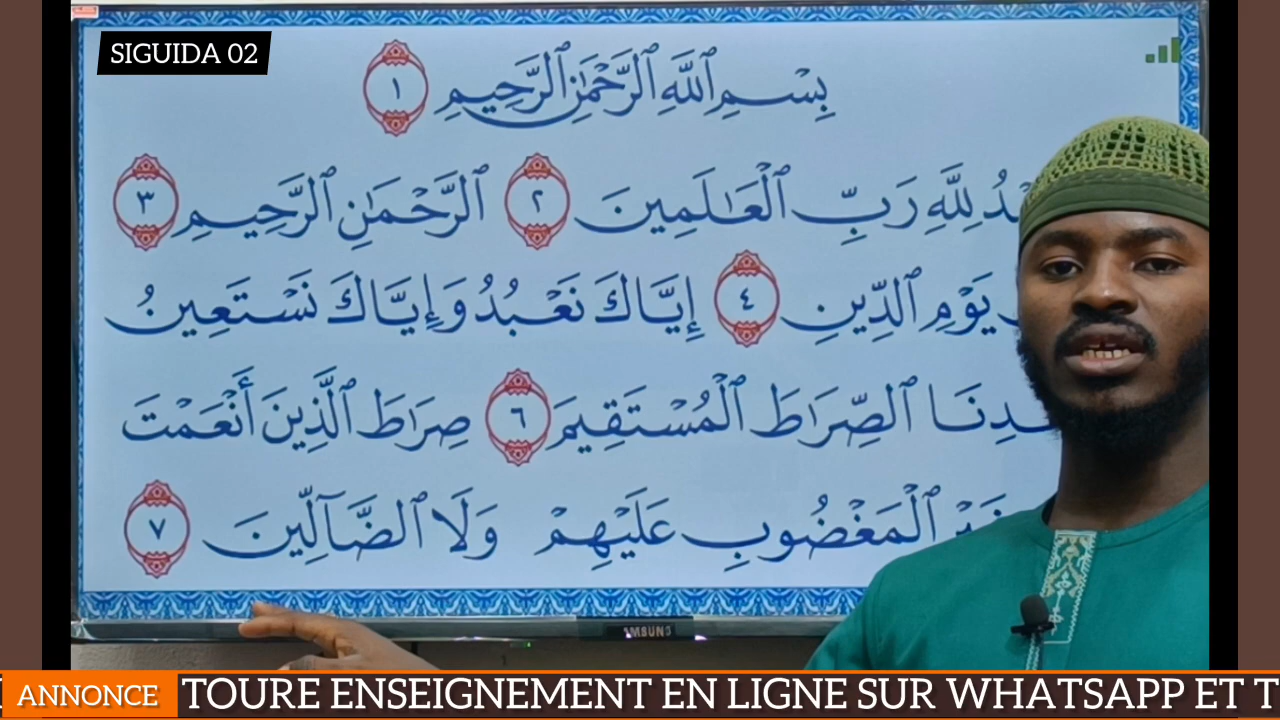 SIGUIDA 02
بِسْمِ ٱللَّهِ ٱلرَّحْمَٰنِ ٱلرَّحِيمِ ١
لِلَّهِ رَبِّ ٱلْعَٰلَمِينَ ٢ ٱلرَّحْمَٰنِ ٱلرَّحِيمِ ٣
يَوْمِ ٱلدِّينِ ٤ إِيَّاكَ نَعْبُدُ وَإِيَّاكَ نَسْتَعِينُ
ٱلصِّرَٰطَ ٱلْمُسْتَقِيمَ ٦ صِرَٰطَ ٱلَّذِينَ أَنْعَمْتَ
ٱلْمَغْضُوبِ عَلَيْهِمْ وَلَا ٱلضَّآلِّينَ ٧
SAMSUNG
ANNONCE TOURE ENSEIGNEMENT EN LIGNE SUR WHATSAPP ET T